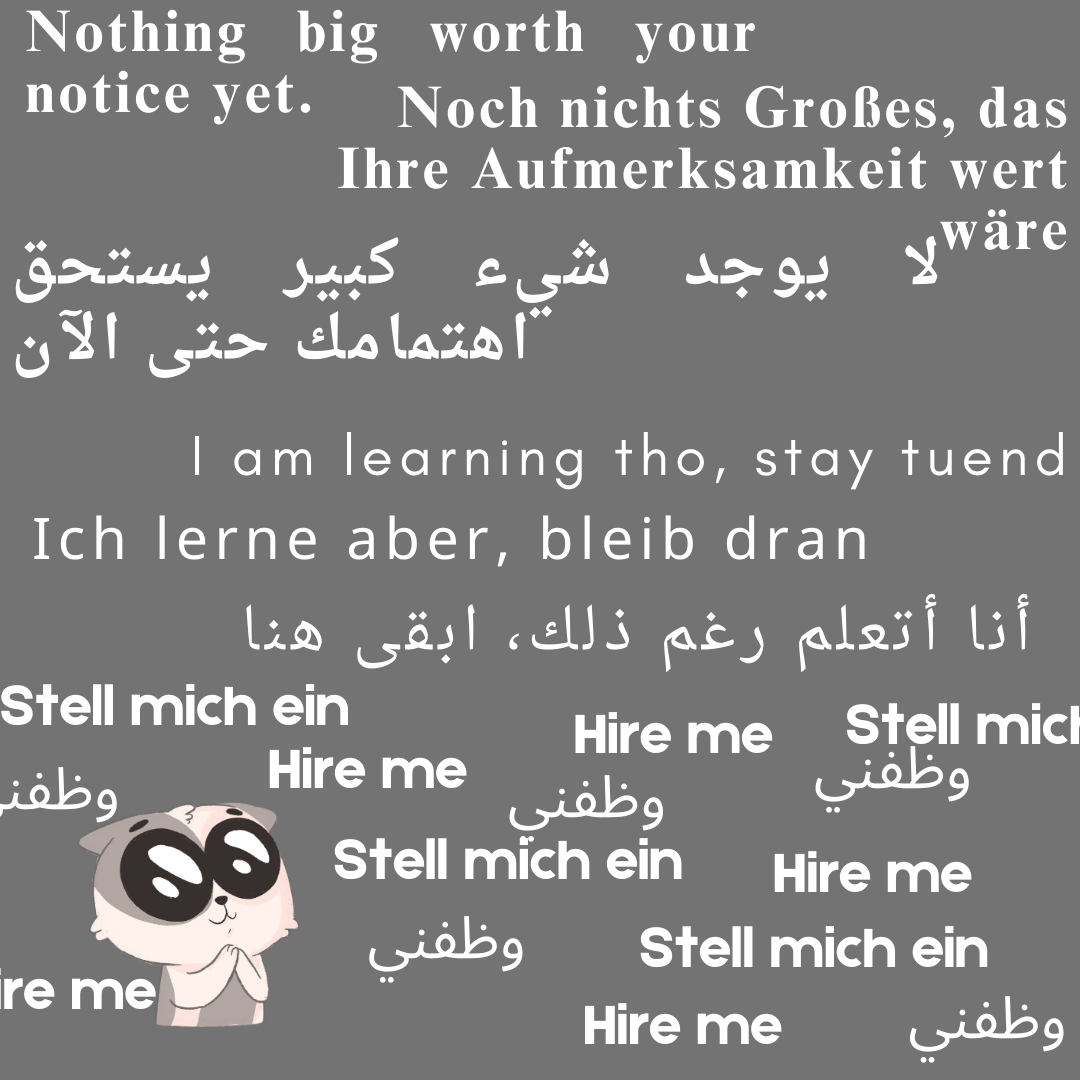 Nothing big worth your
notice yet.
Noch nichts Großes, das
Ihre Aufmerksamkeit wert
wäre
لا يوجد شيء كبير يستحق
اهتمامك حتى الآن
I am learning tho, stay tuend
Ich lerne aber, bleib dran
أنا أتعلم رغم ذلك، ابقى هنا
Stell mich ein
Hire me
Stell mich
Hire me
وظفني
وظفني
وظفني
Stell mich ein
Hire me
وظفني
Stell mich ein
ire me
Hire me
وظفني